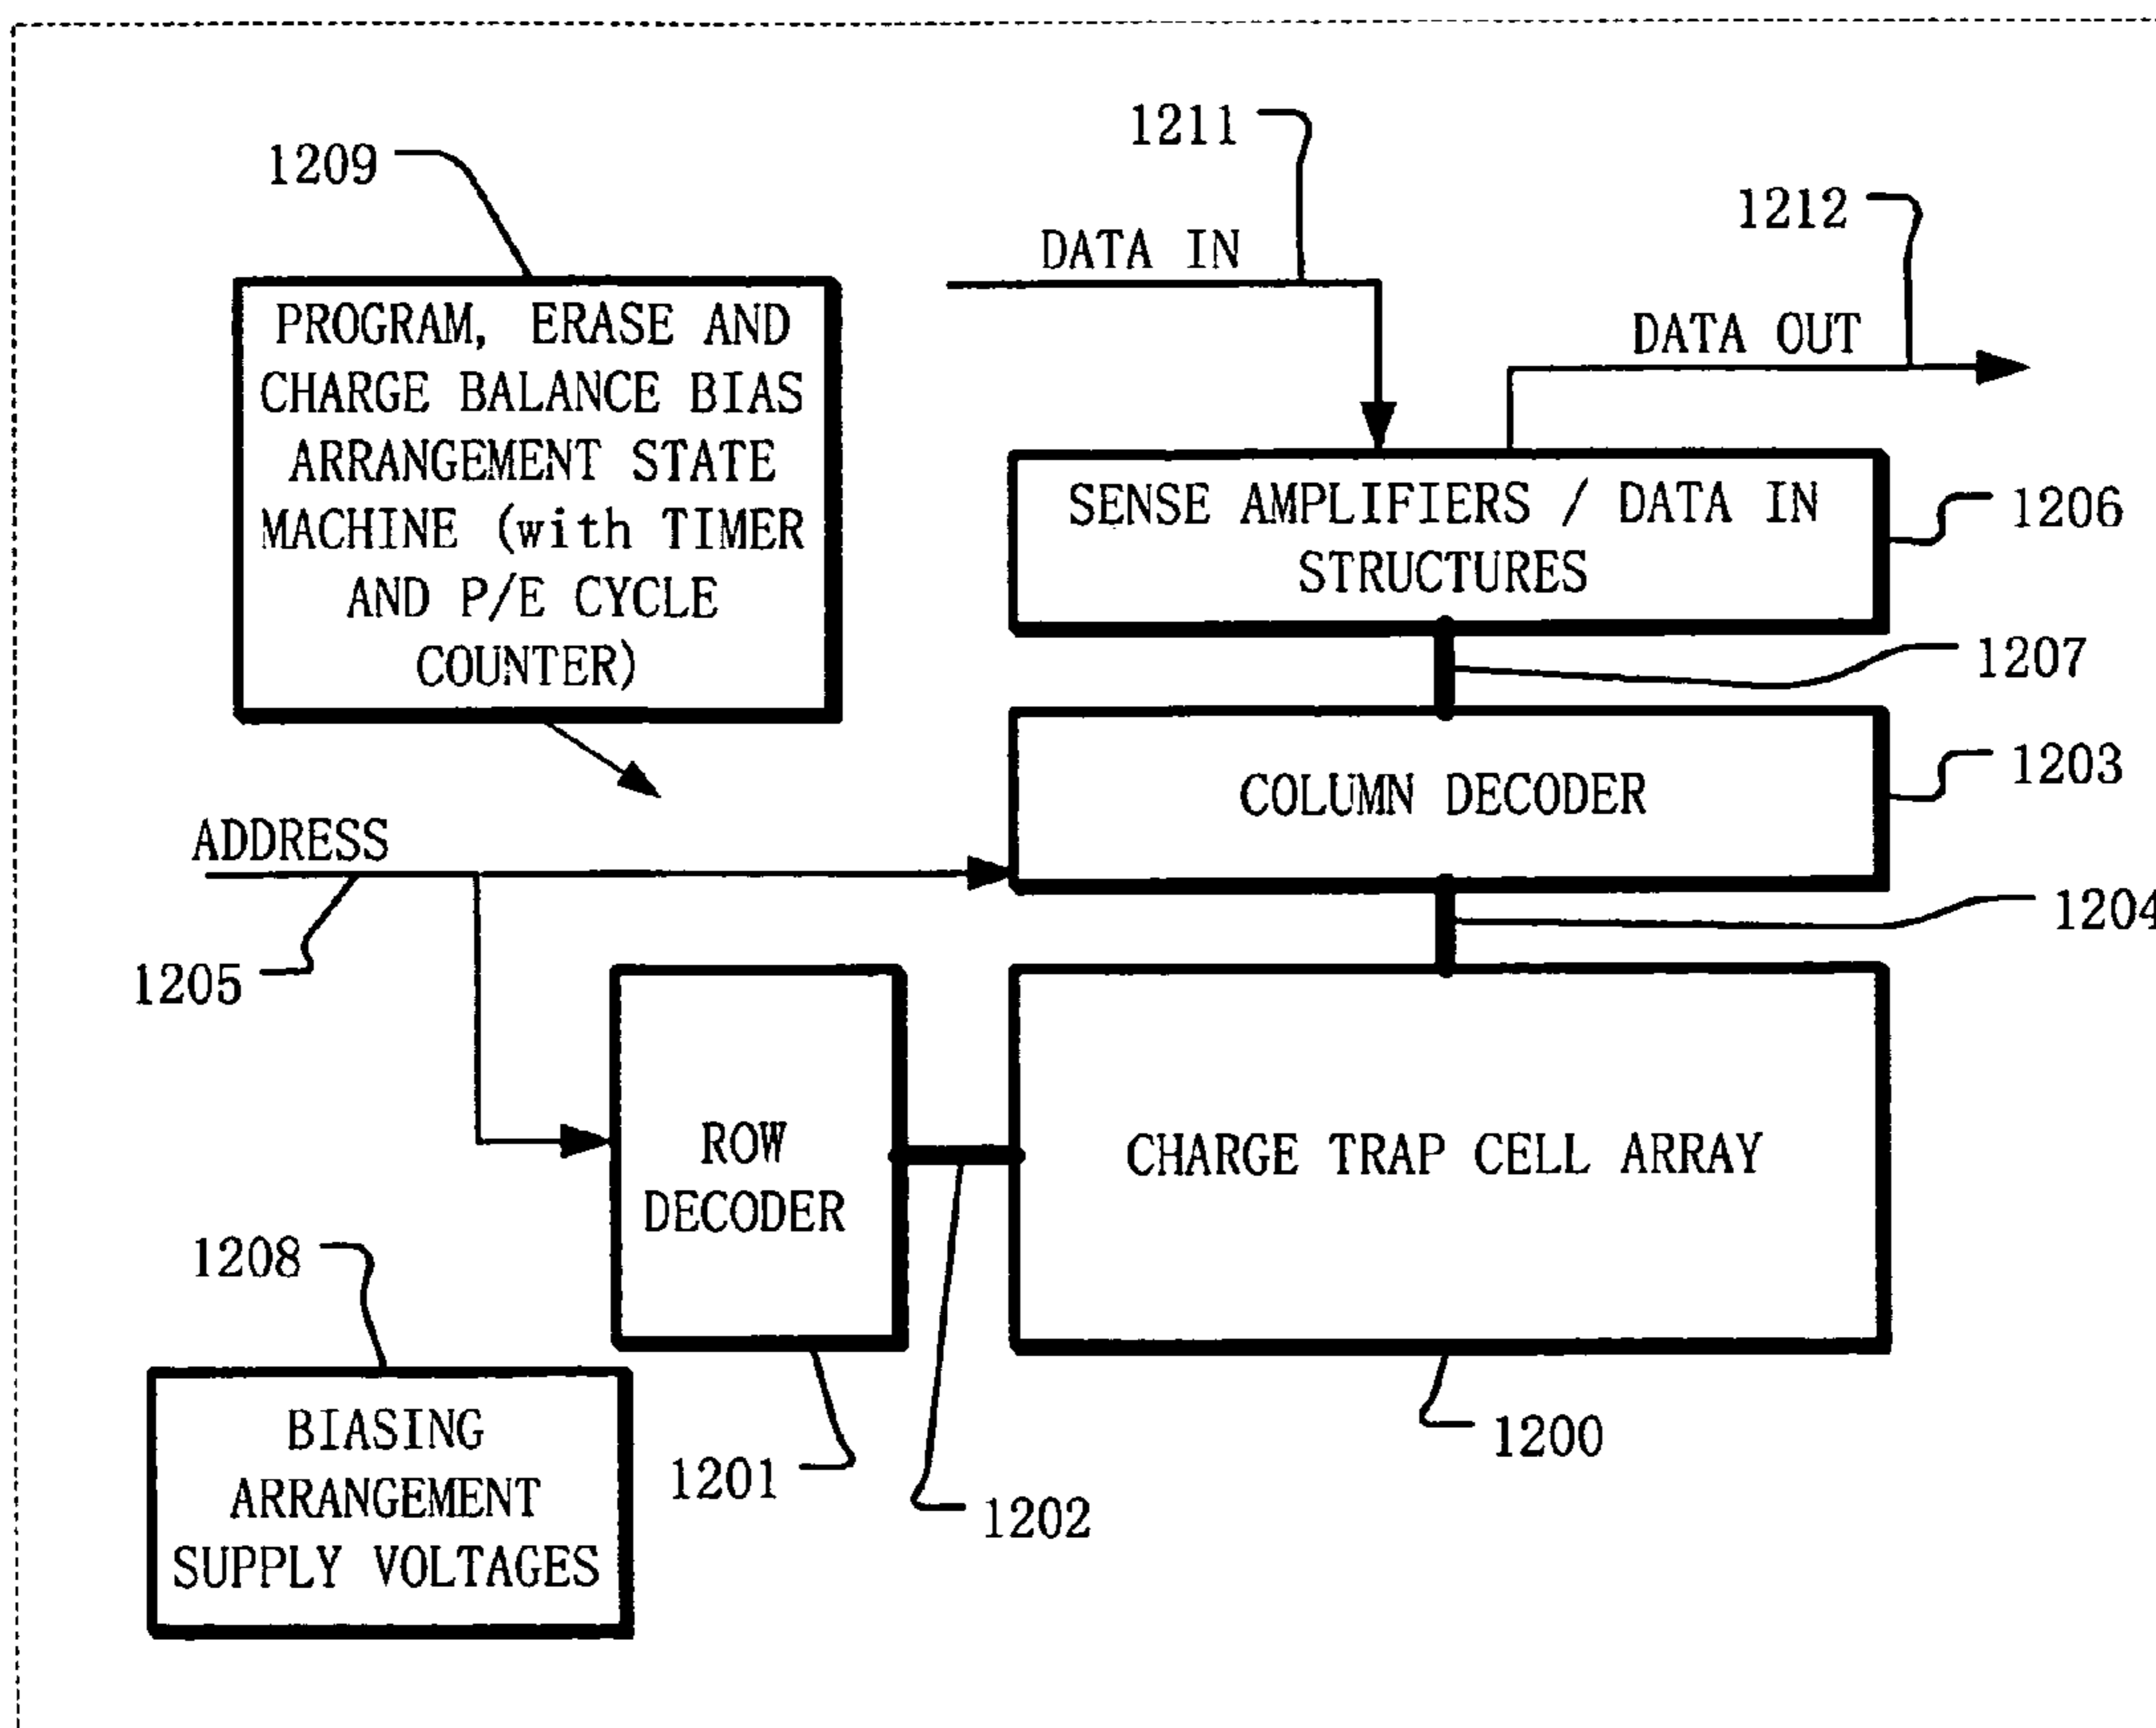 1211
1209
1212
DATA IN
DATA OUT
PROGRAM, ERASE AND
CHARGE BALANCE BIAS
ARRANGEMENT STATE
MACHINE (with TIMER
AND P/E CYCLE
COUNTER)
SENSE AMPLIFIERS / DATA IN
STRUCTURES
1206
1207
COLUMN DECODER
1203
ADDRESS
1204
1205
ROW
DECODER
CHARGE TRAP CELL ARRAY
1208
1200
1201
1202
BIASING
ARRANGEMENT
SUPPLY VOLTAGES